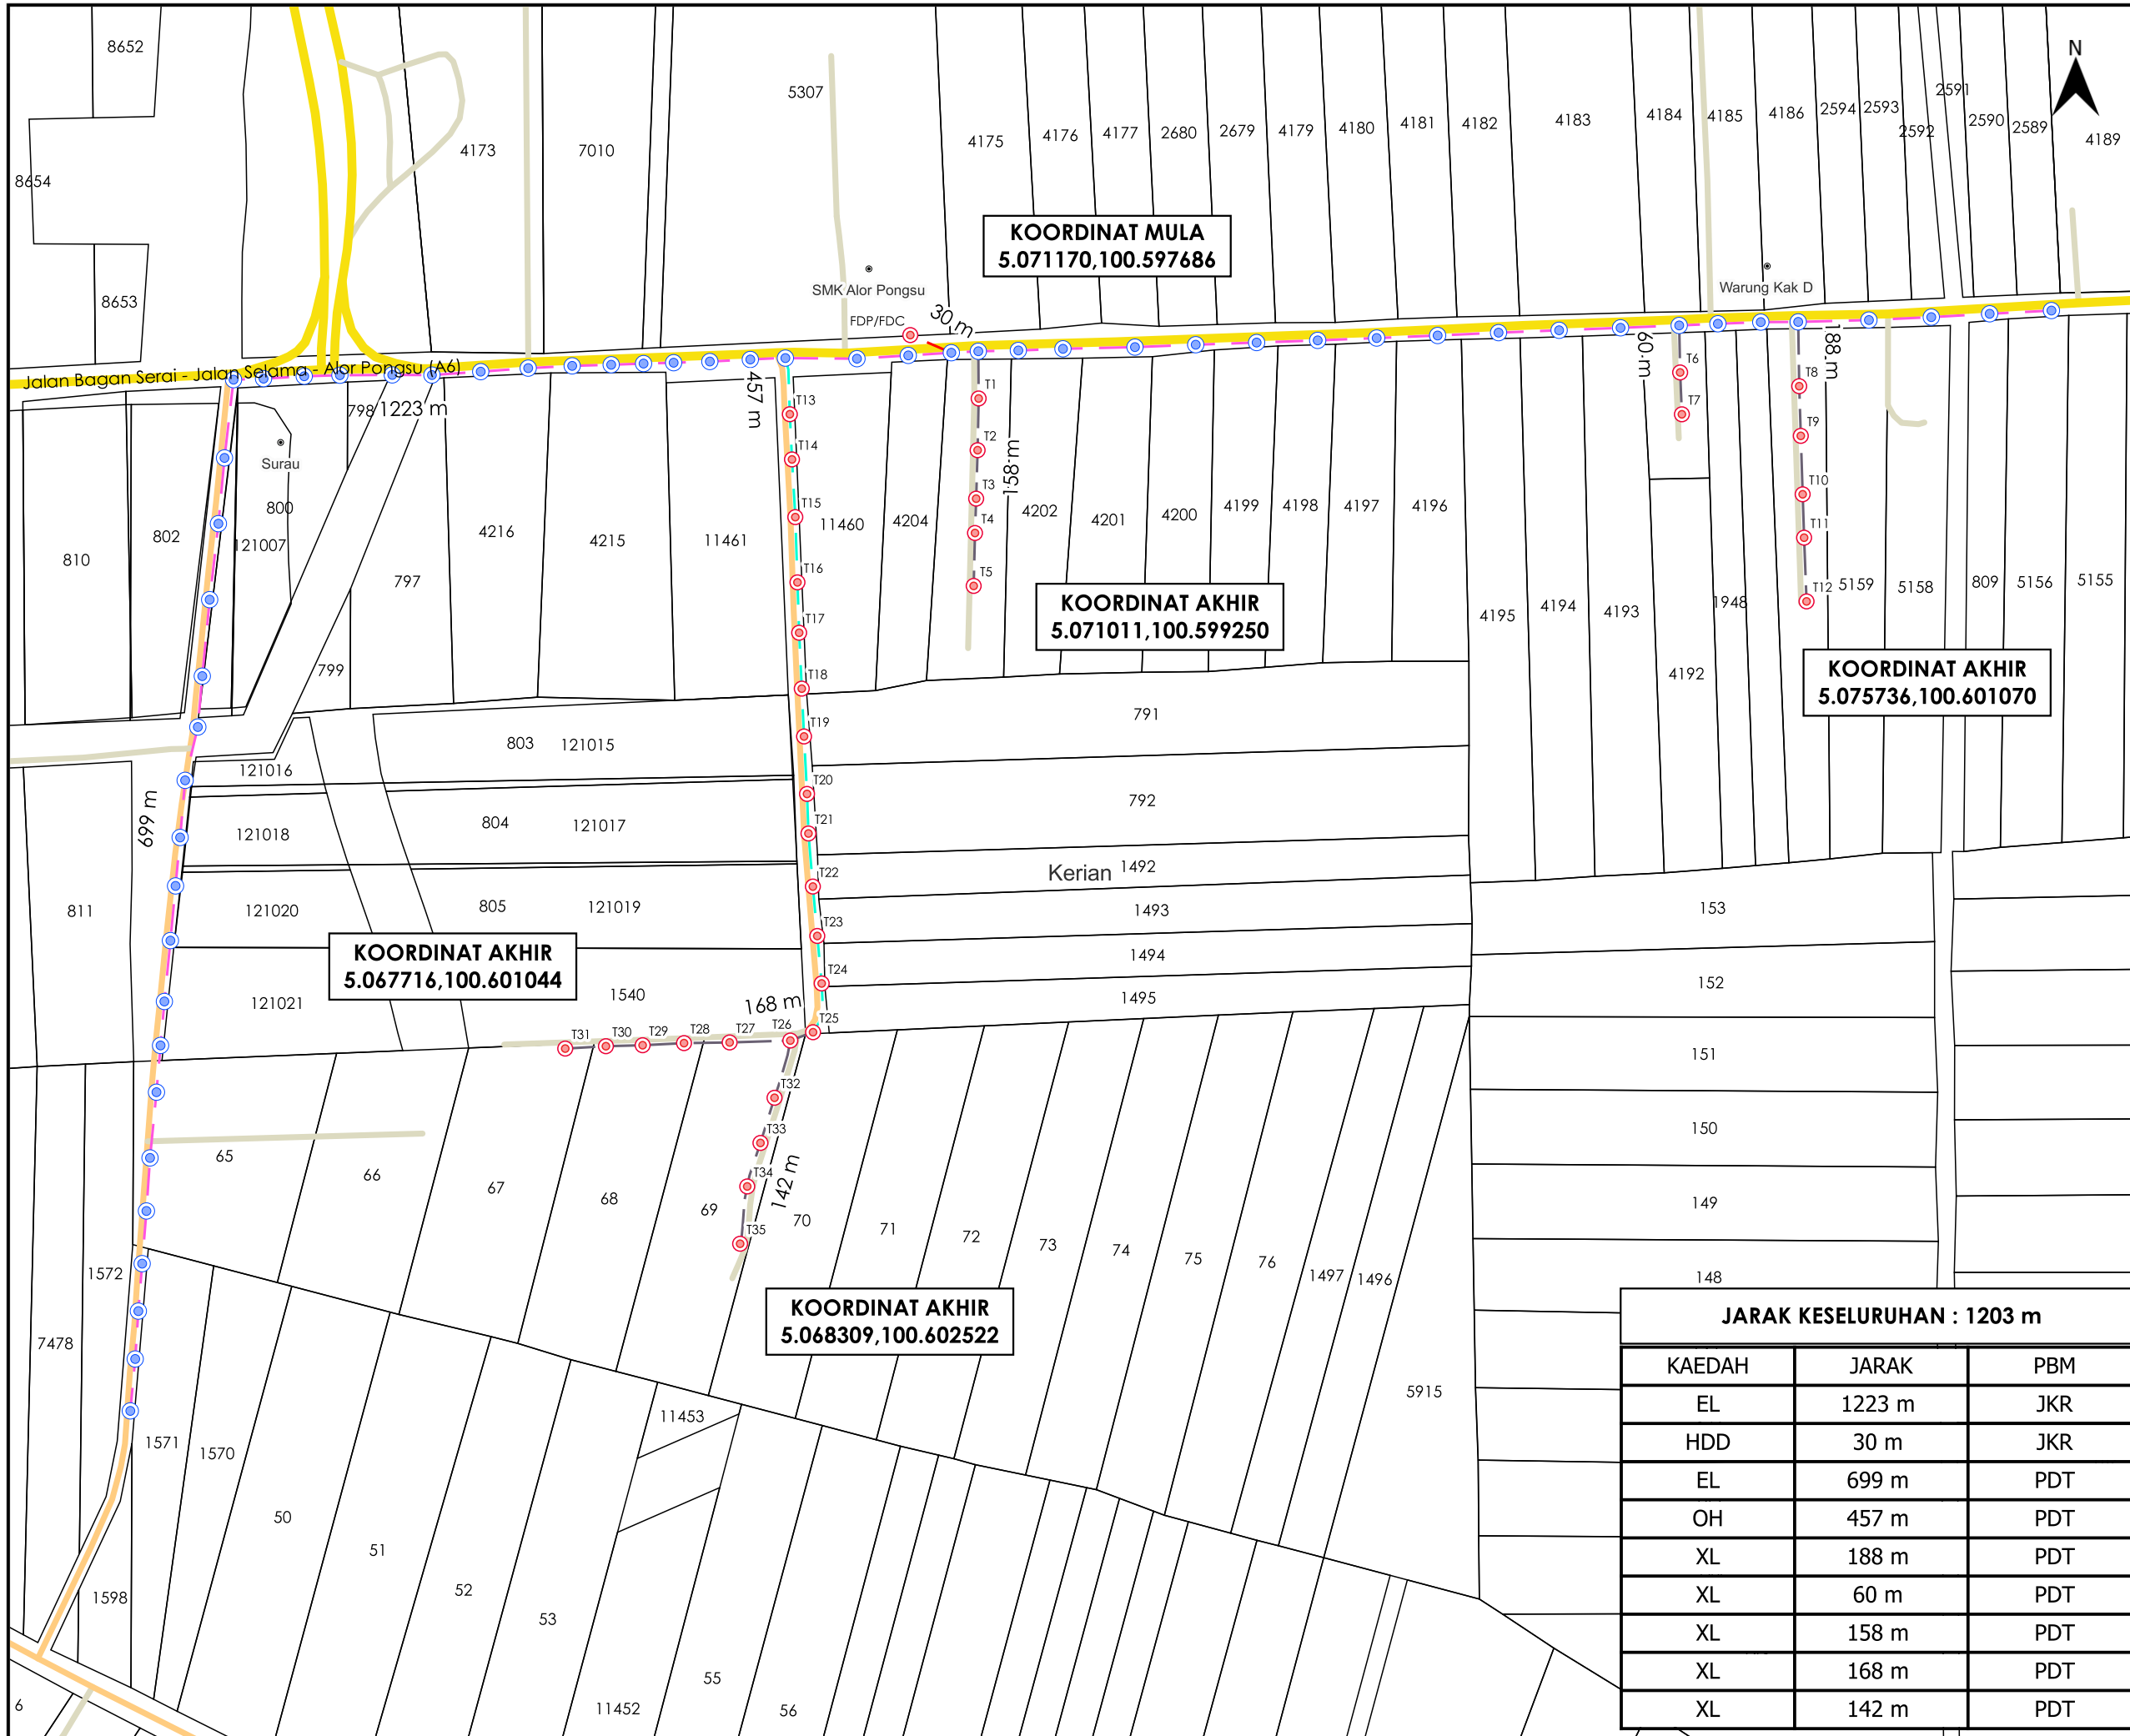 N
8652
8654
8653
4173
7010
5307
4175
4176
4177
2680
2679
4179
4180
4181
4182
4183
4184
4185
4186
2594
2593
2592
2591
2590
2589
4189
KOORDINAT MULA
5.071170,100.597686
SMK Alor Pongsu
FDP/FDC
30 m
Warung Kak D
Jalan Bagan Serai - Jalan Selama - Alor Pongsu (A6)
1223 m
457 m
158 m
60 m
188 m
798
Surau
800
810
802
121007
797
799
4216
4215
11461
11460
4204
4202
4201
4200
4199
4198
4197
4196
4195
4194
4193
4192
1948
5159
5158
809
5156
5155
T1
T2
T3
T4
T5
T6
T7
T8
T9
T10
T11
T12
T13
T14
T15
T16
T17
T18
T19
T20
T21
T22
T23
T24
T25
T26
T27
T28
T29
T30
T31
T32
T33
T34
T35
KOORDINAT AKHIR
5.071011,100.599250
KOORDINAT AKHIR
5.075736,100.601070
791
792
803
121015
121016
804
121017
121018
805
121019
121020
121021
1540
811
699 m
Kerian
1492
1493
1494
1495
KOORDINAT AKHIR
5.067716,100.601044
168 m
142 m
153
152
151
150
149
148
65
66
67
68
69
70
71
72
73
74
75
76
1497
1496
5915
1572
7478
1571
1570
1598
50
51
52
53
11453
11452
55
56
6
KOORDINAT AKHIR
5.068309,100.602522
JARAK KESELURUHAN : 1203 m
KAEDAH JARAK PBM
EL 1223 m JKR
HDD 30 m JKR
EL 699 m PDT
OH 457 m PDT
XL 188 m PDT
XL 60 m PDT
XL 158 m PDT
XL 168 m PDT
XL 142 m PDT